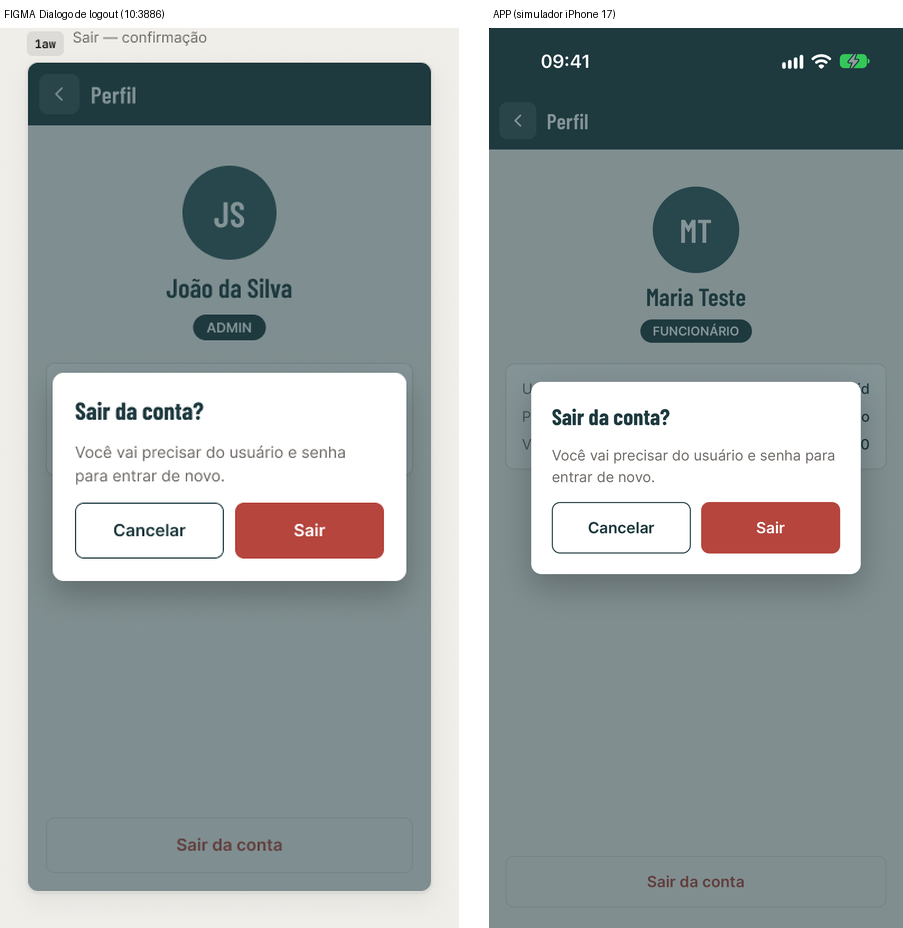 FIGMA Dialogo de logout (10:3886)
1aw
Sair — confirmação
Perfil
JS
João da Silva
ADMIN
Sair da conta?
Você vai precisar do usuário e senha
para entrar de novo.
Cancelar
Sair
Sair da conta
APP (simulador iPhone 17)
09:41
Perfil
MT
Maria Teste
FUNCIONÁRIO
U
d
P
o
V
0
Sair da conta?
Você vai precisar do usuário e senha para
entrar de novo.
Cancelar
Sair
Sair da conta